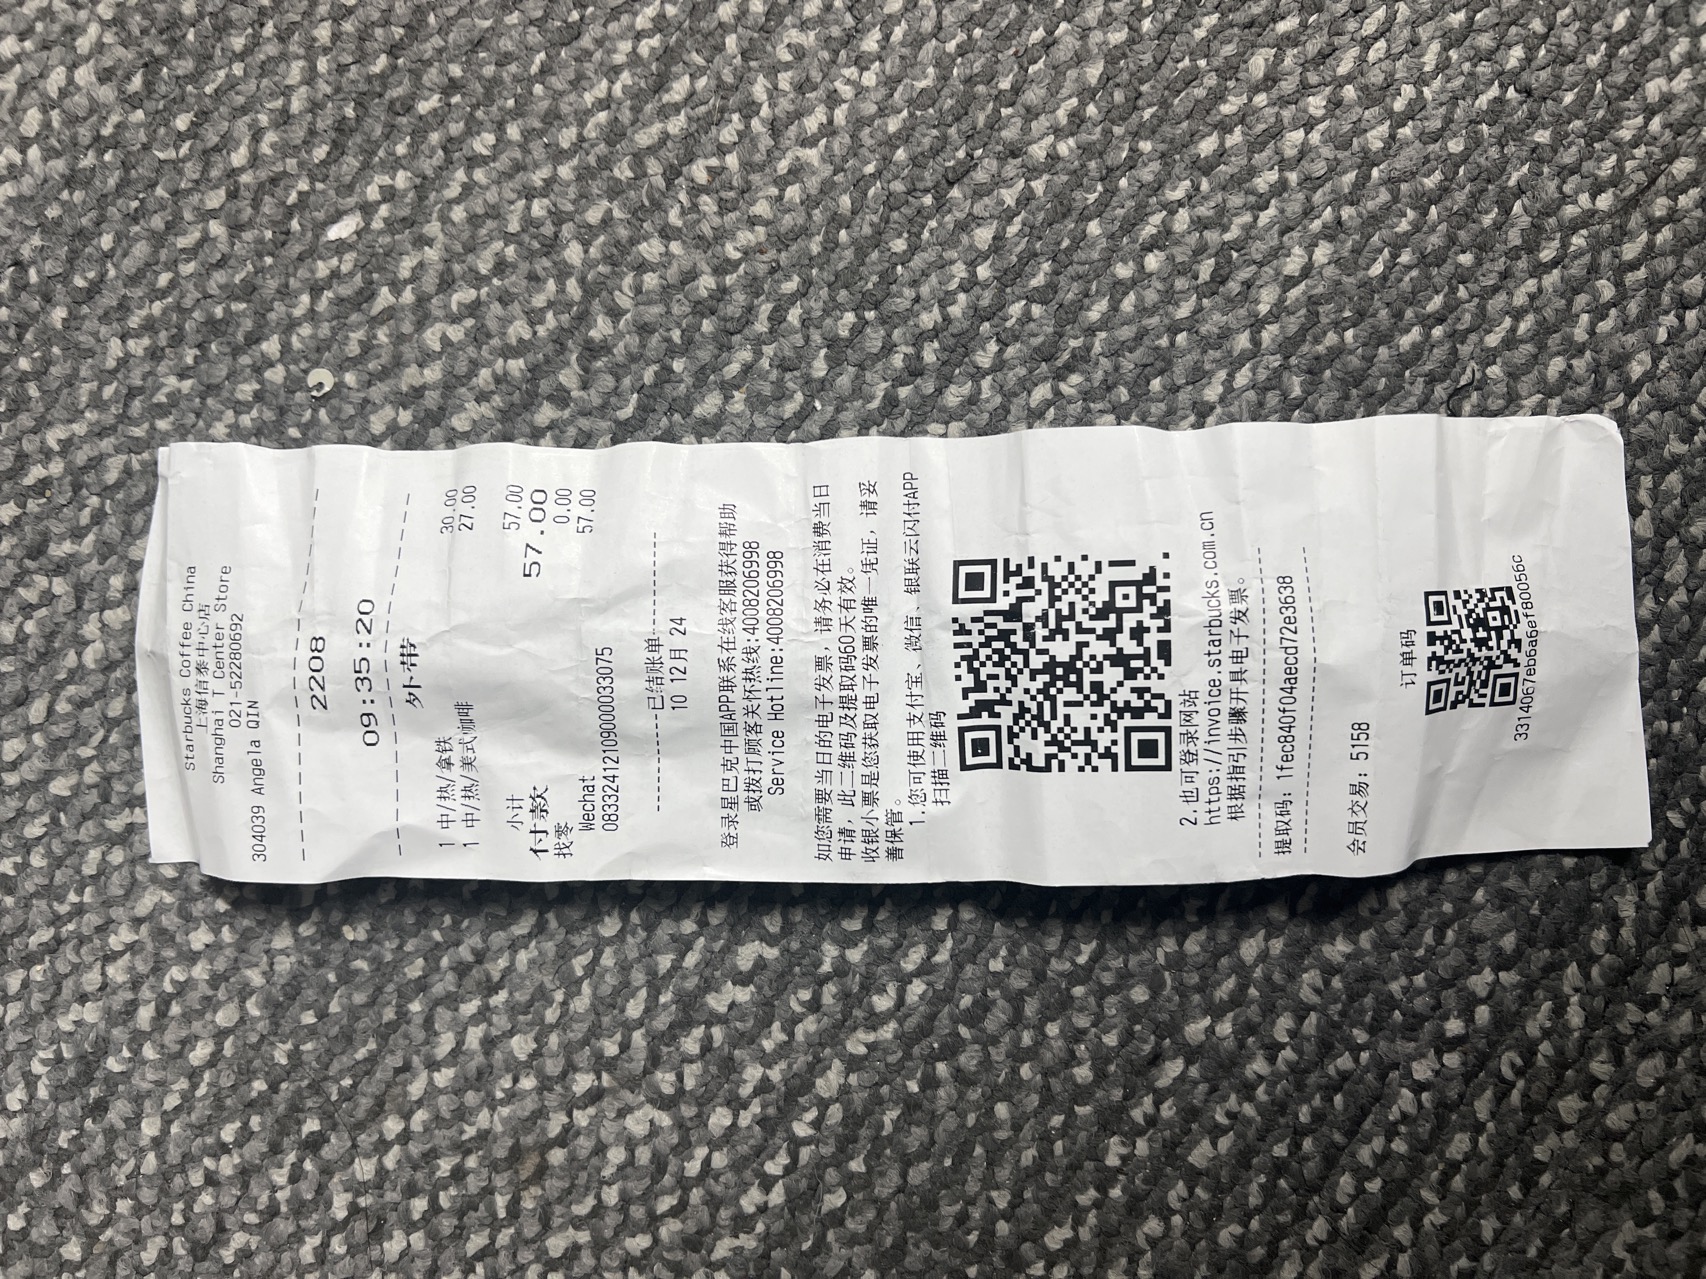 Starbucks Coffee China
上海信泰中心店
Shanghai T Center Store
021-52280692
304039 Angela QIN
2208
09:35:20
外带
1 中/热/拿铁 30.00
1 中/热/美式咖啡 27.00
小计 57.00
付款 57.00
找零 0.00
Wechat 57.00
0833241210900033075
已结账单
10 12月 24
登录星巴克中国APP联系在线客服获得帮助
或拨打顾客关怀热线:4008206998
Service Hotline:4008206998
如您需要当日的电子发票，请务必在消费当日
申请，此二维码及提取码60天有效。
收银小票是您获取电子发票的唯一凭证，请妥
善保管。
1.您可使用支付宝、微信、银联云闪付APP
扫描二维码
2.也可登录网站
https://invoice.starbucks.com.cn
根据指引步骤开具电子发票。
提取码: 1fec840f04aecd72e3638
会员交易: 5158
订单码
3314067eb6a6ef80056c